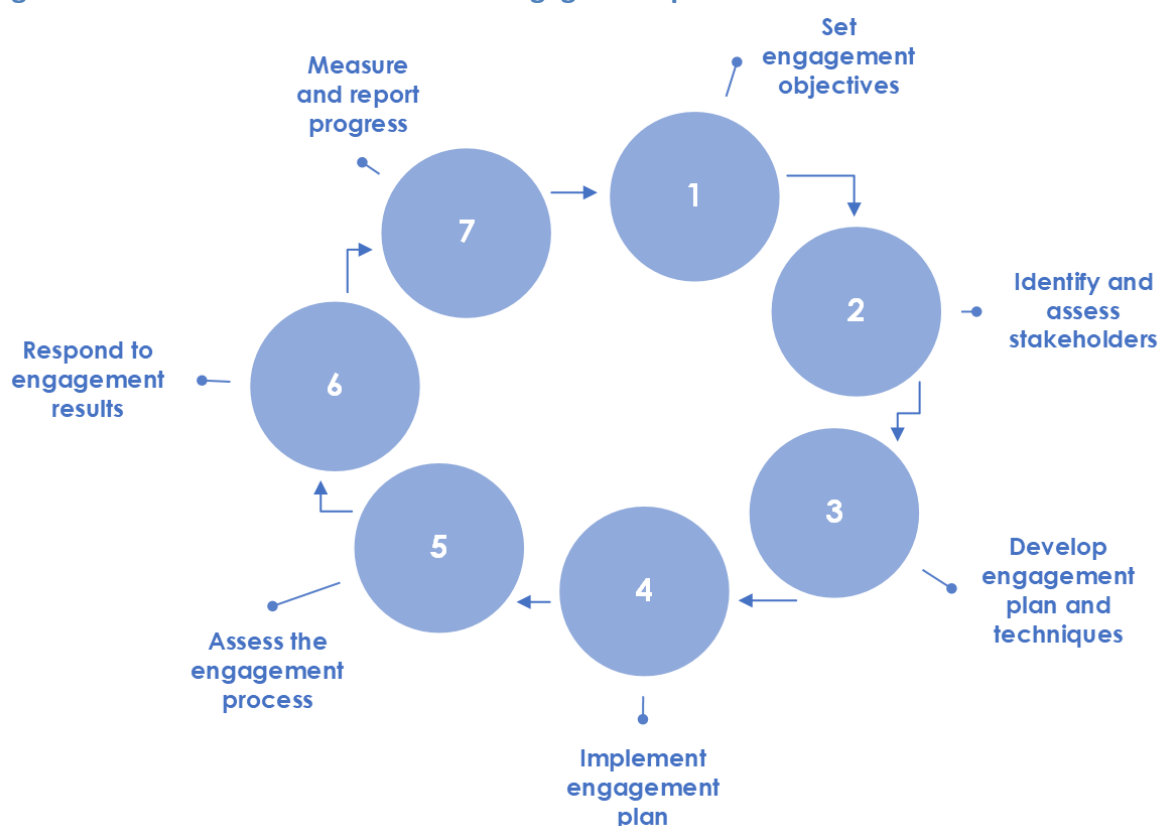 Set
engagement
objectives
1
2
Identify and
assess
stakeholders
3
Develop
engagement
plan and
techniques
4
Implement
engagement
plan
5
Assess the
engagement
process
6
Respond to
engagement
results
7
Measure
and report
progress